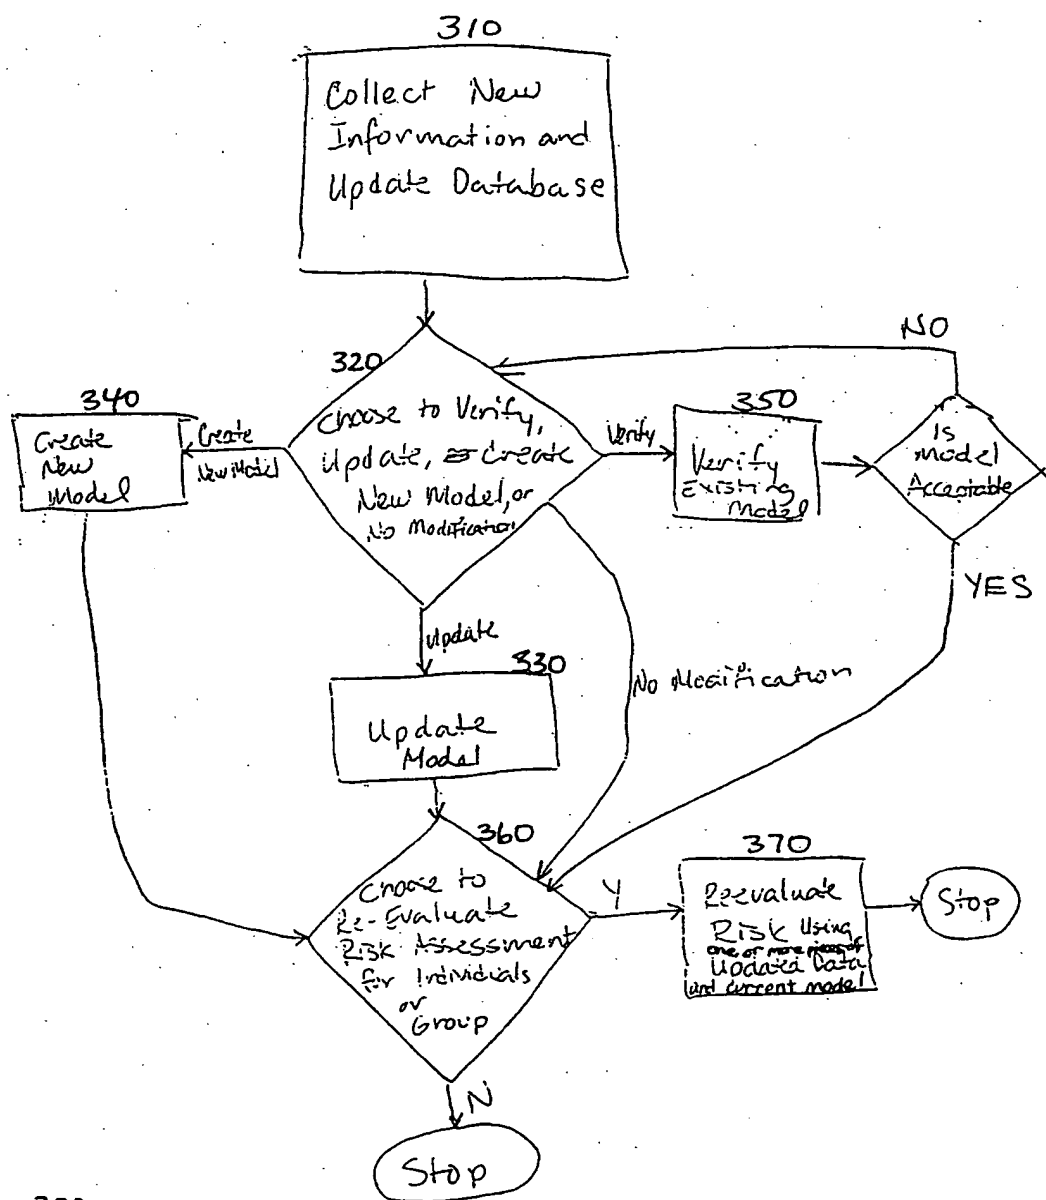 310
Collect New
Information and
Update Database
NO
320
Choose to Verify,
Update, or Create
New Model, or
No Modification
340
Create
New
Model
Create
New Model
Verify
350
Verify
Existing
Model
Is
Model
Acceptable
YES
Update
330
Update
Model
No Modification
360
Choose to
Re-Evaluate
Risk Assessment
for Individuals
or
Group
Y
370
Reevaluate
Risk Using
one or more pieces of
Updated Data
and current model
Stop
N
Stop